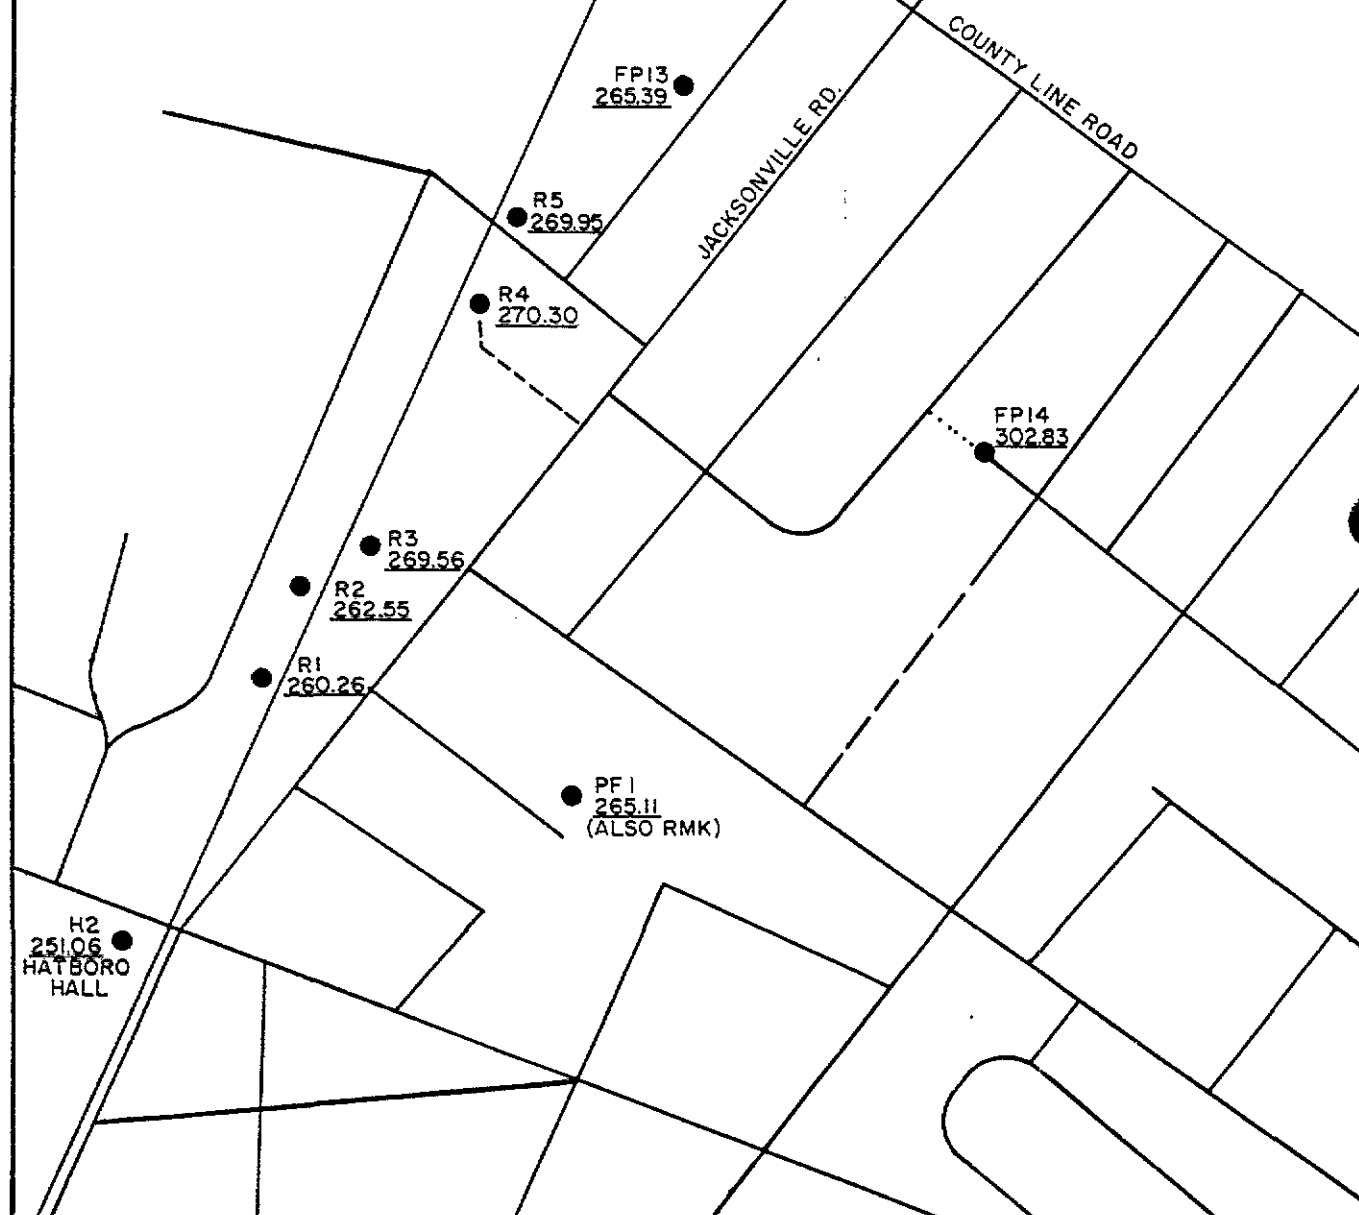 COUNTY LINE ROAD
FP13
265.39
JACKSONVILLE RD.
R5
269.95
R4
270.30
FP14
302.83
R3
269.56
R2
262.55
R1
260.26
PF1
265.11
(ALSO RMK)
H2
251.06
HATBORO
HALL